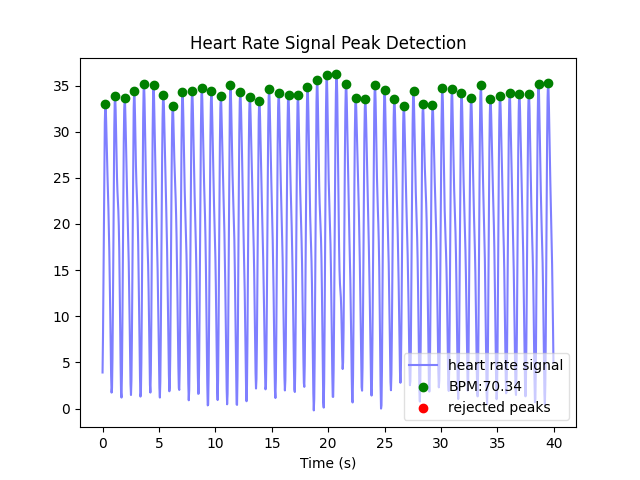 Heart Rate Signal Peak Detection
35
30
25
20
15
10
5
0
heart rate signal
BPM:70.34
rejected peaks
0 5 10 15 20 25 30 35 40
Time (s)